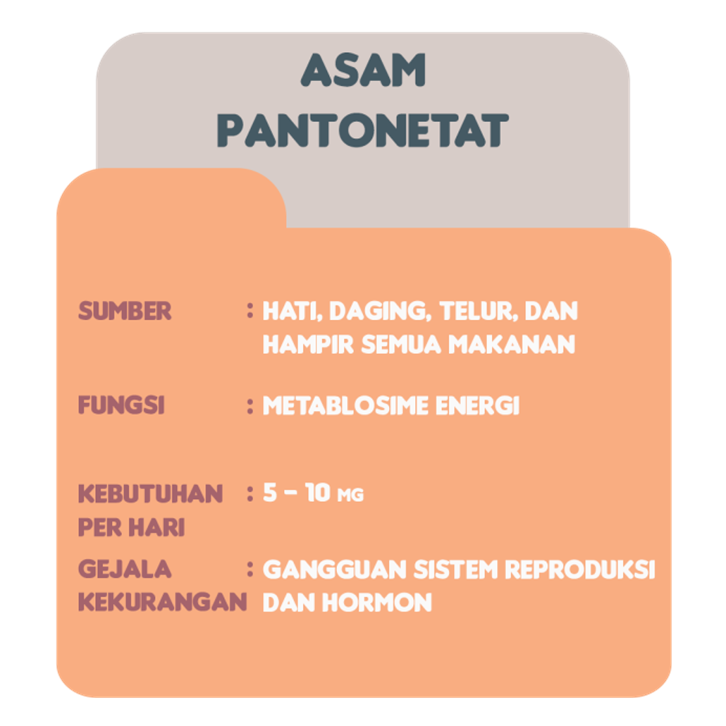 ASAM
PANTONETAT
SUMBER : HATI, DAGING, TELUR, DAN
HAMPIR SEMUA MAKANAN
FUNGSI : METABLOSIME ENERGI
KEBUTUHAN : 5 – 10 MG
PER HARI
GEJALA : GANGGUAN SISTEM REPRODUKSI
KEKURANGAN DAN HORMON